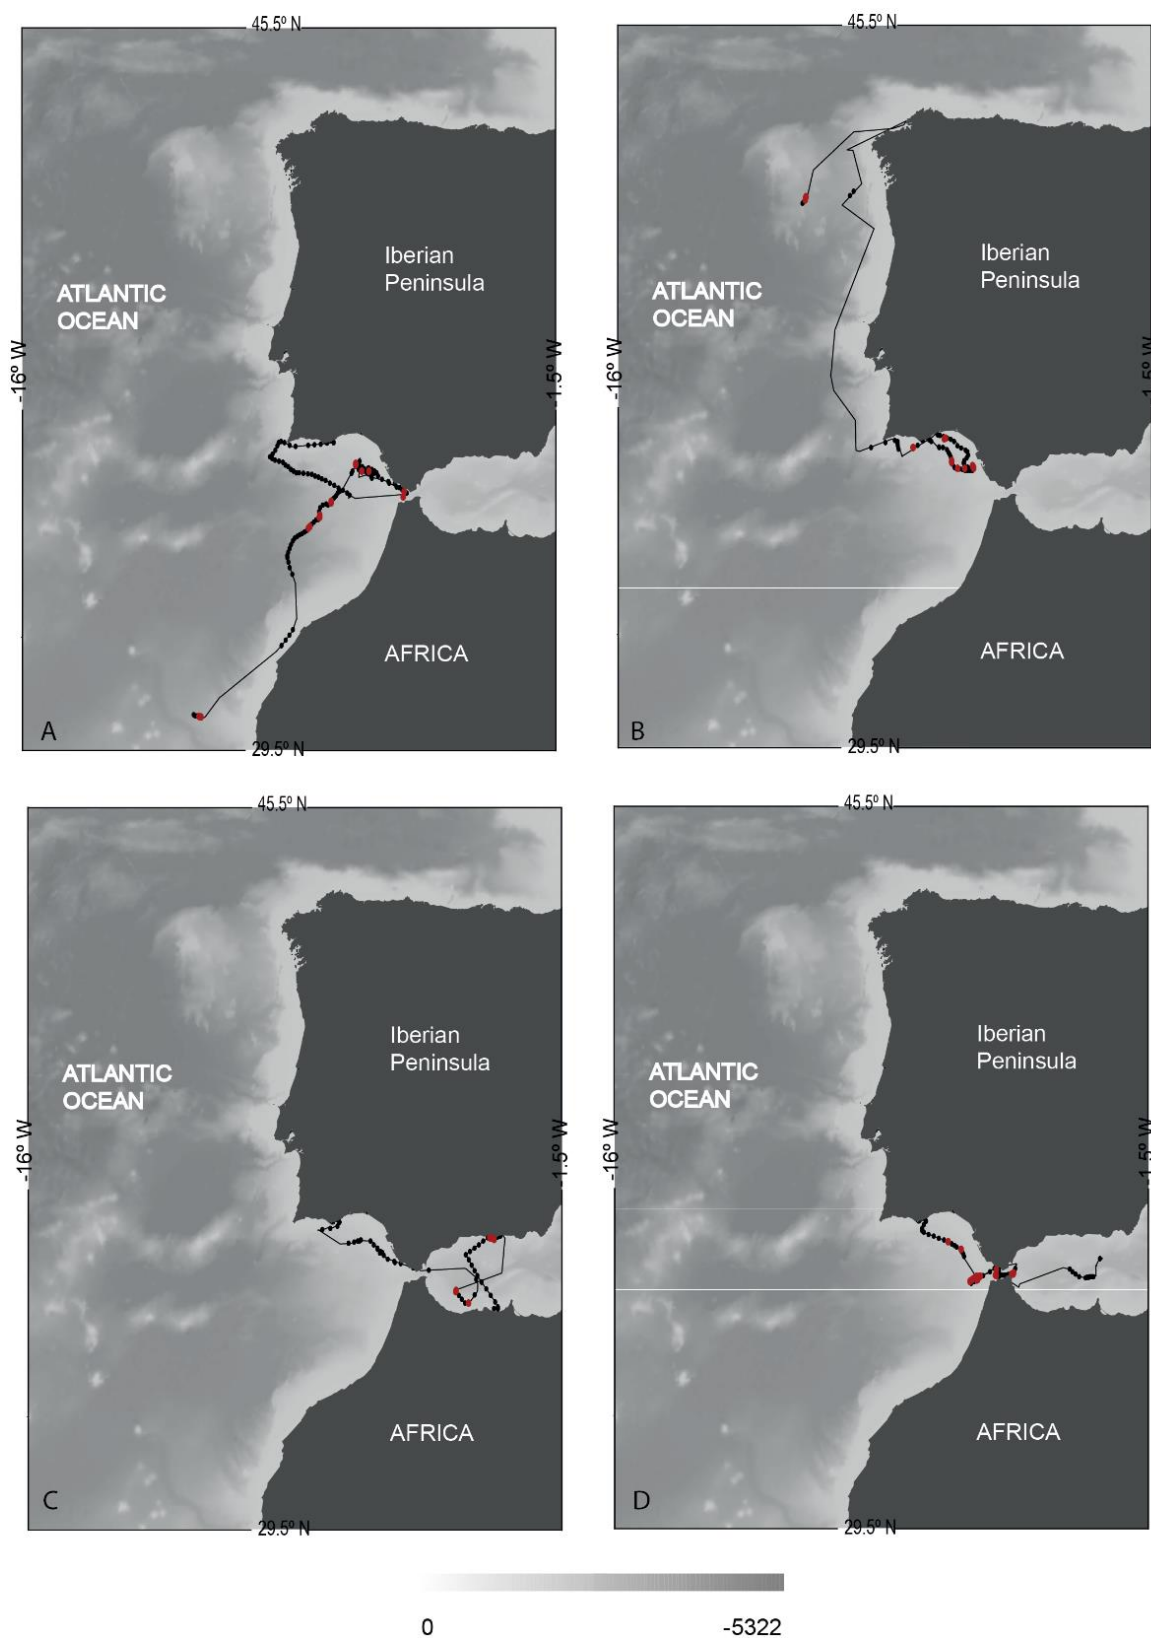 45.5º N
45.5º N
Iberian
Peninsula
Iberian
Peninsula
ATLANTIC
OCEAN
ATLANTIC
OCEAN
-16º W
-1.5º W
-16º W
-1.5º W
AFRICA
AFRICA
A
B
29.5º N
29.5º N
45.5º N
45.5º N
Iberian
Peninsula
Iberian
Peninsula
ATLANTIC
OCEAN
ATLANTIC
OCEAN
-16º W
-1.5º W
-16º W
-1.5º W
AFRICA
AFRICA
C
D
29.5º N
29.5º N
0
-5322